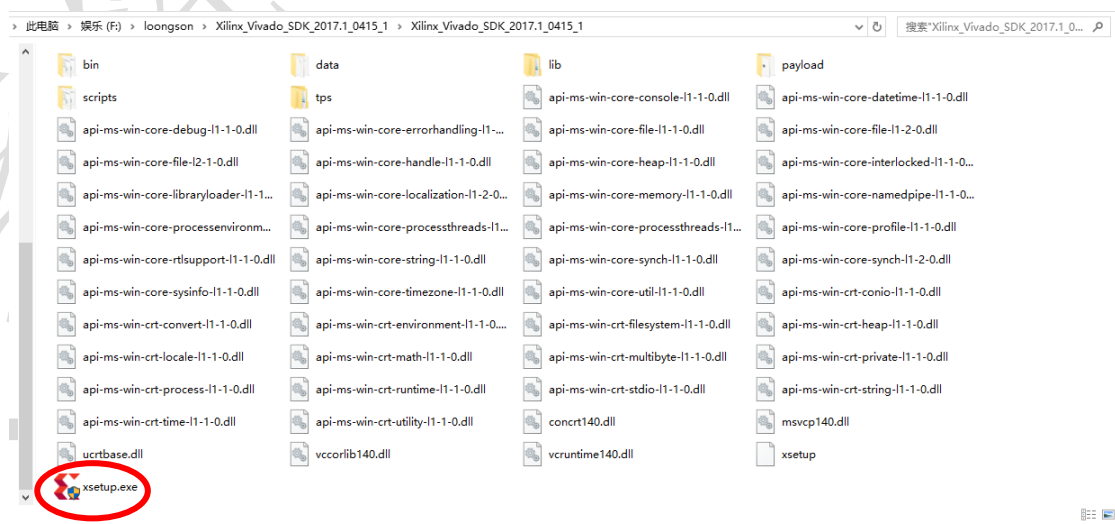 › 此电脑 › 娱乐 (F:) › loongson › Xilinx_Vivado_SDK_2017.1_0415_1 › Xilinx_Vivado_SDK_2017.1_0415_1 搜索"Xilinx_Vivado_SDK_2017.1_0...
bin data lib payload
scripts tps api-ms-win-core-console-l1-1-0.dll api-ms-win-core-datetime-l1-1-0.dll
api-ms-win-core-debug-l1-1-0.dll api-ms-win-core-errorhandling-l1-... api-ms-win-core-file-l1-1-0.dll api-ms-win-core-file-l1-2-0.dll
api-ms-win-core-file-l2-1-0.dll api-ms-win-core-handle-l1-1-0.dll api-ms-win-core-heap-l1-1-0.dll api-ms-win-core-interlocked-l1-1-0...
api-ms-win-core-libraryloader-l1-1... api-ms-win-core-localization-l1-2-0... api-ms-win-core-memory-l1-1-0.dll api-ms-win-core-namedpipe-l1-1-0...
api-ms-win-core-processenvironm... api-ms-win-core-processthreads-l1... api-ms-win-core-processthreads-l1... api-ms-win-core-profile-l1-1-0.dll
api-ms-win-core-rtlsupport-l1-1-0.dll api-ms-win-core-string-l1-1-0.dll api-ms-win-core-synch-l1-1-0.dll api-ms-win-core-synch-l1-2-0.dll
api-ms-win-core-sysinfo-l1-1-0.dll api-ms-win-core-timezone-l1-1-0.dll api-ms-win-core-util-l1-1-0.dll api-ms-win-crt-conio-l1-1-0.dll
api-ms-win-crt-convert-l1-1-0.dll api-ms-win-crt-environment-l1-1-0.... api-ms-win-crt-filesystem-l1-1-0.dll api-ms-win-crt-heap-l1-1-0.dll
api-ms-win-crt-locale-l1-1-0.dll api-ms-win-crt-math-l1-1-0.dll api-ms-win-crt-multibyte-l1-1-0.dll api-ms-win-crt-private-l1-1-0.dll
api-ms-win-crt-process-l1-1-0.dll api-ms-win-crt-runtime-l1-1-0.dll api-ms-win-crt-stdio-l1-1-0.dll api-ms-win-crt-string-l1-1-0.dll
api-ms-win-crt-time-l1-1-0.dll api-ms-win-crt-utility-l1-1-0.dll concrt140.dll msvcp140.dll
ucrtbase.dll vccorlib140.dll vcruntime140.dll xsetup
xsetup.exe